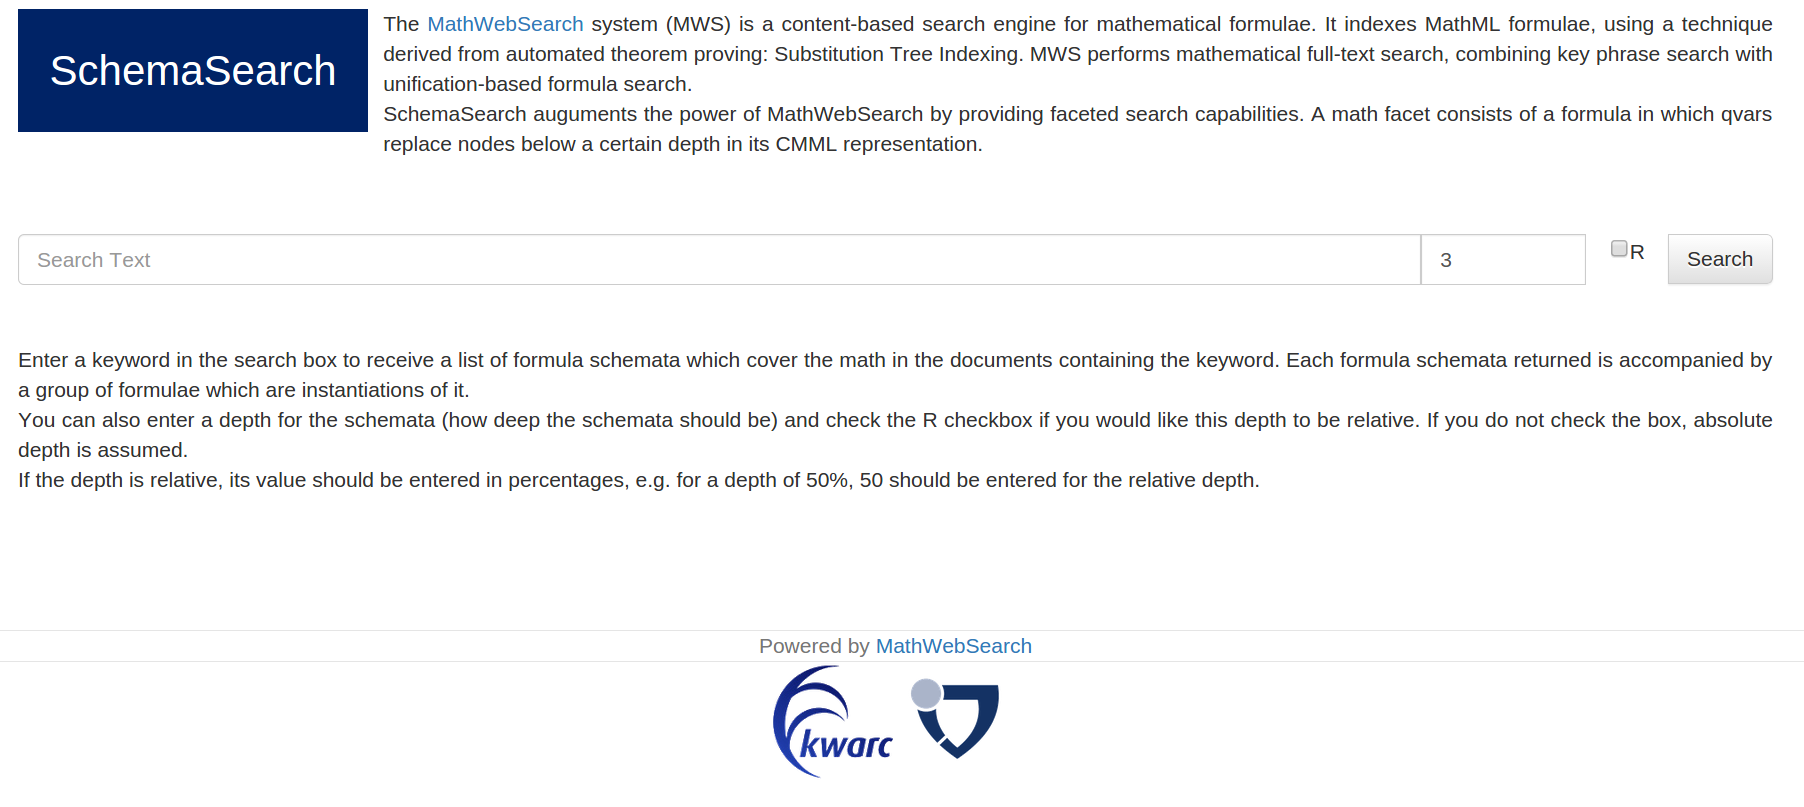 SchemaSearch
The MathWebSearch system (MWS) is a content-based search engine for mathematical formulae. It indexes MathML formulae, using a technique
derived from automated theorem proving: Substitution Tree Indexing. MWS performs mathematical full-text search, combining key phrase search with
unification-based formula search.
SchemaSearch auguments the power of MathWebSearch by providing faceted search capabilities. A math facet consists of a formula in which qvars
replace nodes below a certain depth in its CMML representation.
Search Text 3 R Search
Enter a keyword in the search box to receive a list of formula schemata which cover the math in the documents containing the keyword. Each formula schemata returned is accompanied by
a group of formulae which are instantiations of it.
You can also enter a depth for the schemata (how deep the schemata should be) and check the R checkbox if you would like this depth to be relative. If you do not check the box, absolute
depth is assumed.
If the depth is relative, its value should be entered in percentages, e.g. for a depth of 50%, 50 should be entered for the relative depth.
Powered by MathWebSearch
kwarc